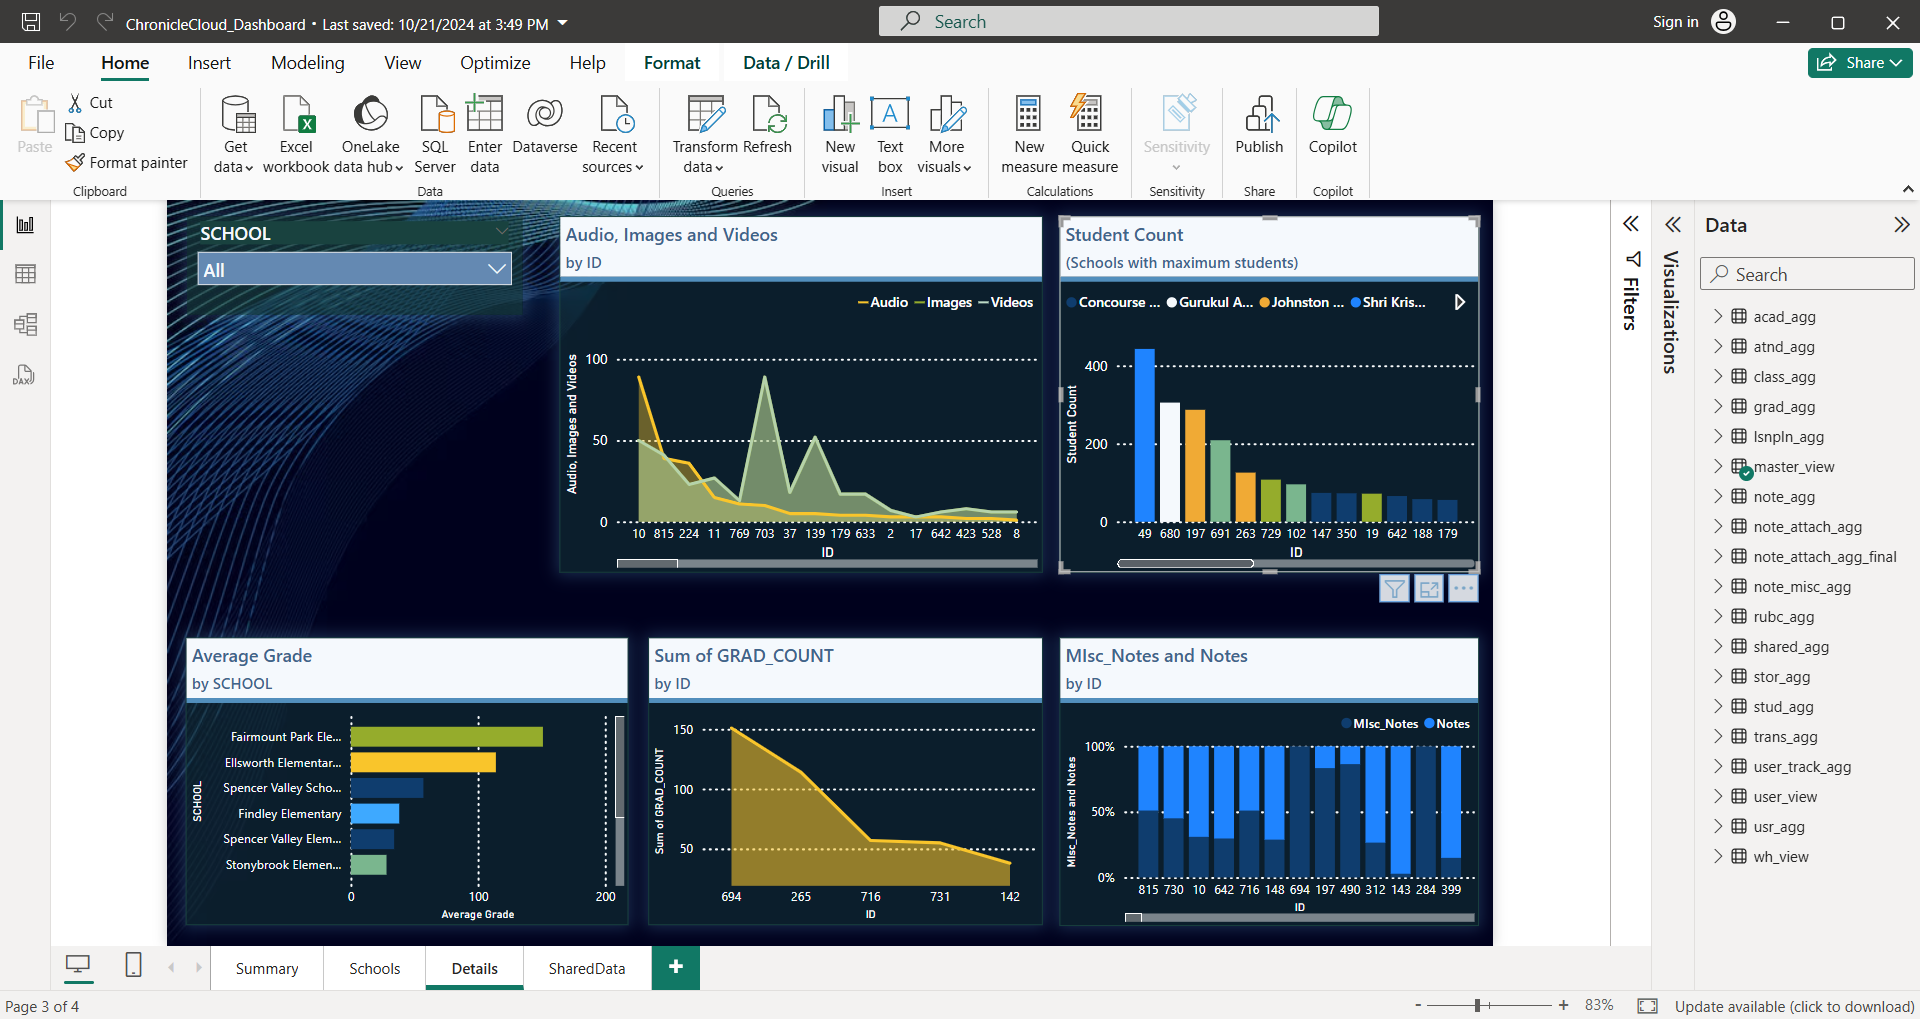 ChronicleCloud_Dashboard • Last saved: 10/21/2024 at 3:49 PM
Search
Sign in
File Home Insert Modeling View Optimize Help Format Data / Drill
Share
Paste
Cut
Copy
Format painter
Clipboard
Get data
Excel workbook
OneLake data hub
SQL Server
Enter data
Dataverse
Recent sources
Data
Transform data
Refresh
Queries
New visual
Text box
More visuals
Insert
New measure
Quick measure
Calculations
Sensitivity
Sensitivity
Publish
Share
Copilot
Copilot
DAX
SCHOOL
All
Audio, Images and Videos
by ID
Audio Images Videos
Audio, Images and Videos
100
50
0
10 815 224 11 769 703 37 139 179 633 2 17 642 423 528 8
ID
Student Count
(Schools with maximum students)
Concourse ... Gurukul A... Johnston ... Shri Kris...
Student Count
400
200
0
49 680 197 691 263 729 102 147 350 19 642 188 179
ID
Average Grade
by SCHOOL
SCHOOL
Fairmount Park Ele...
Ellsworth Elementar...
Spencer Valley Scho...
Findley Elementary
Spencer Valley Elem...
Stonybrook Elemen...
0 100 200
Average Grade
Sum of GRAD_COUNT
by ID
Sum of GRAD_COUNT
150
100
50
694 265 716 731 142
ID
MIsc_Notes and Notes
by ID
MIsc_Notes Notes
MIsc_Notes and Notes
100%
50%
0%
815 730 10 642 716 148 694 197 490 312 143 284 399
ID
Filters
Visualizations
Data
Search
acad_agg
atnd_agg
class_agg
grad_agg
lsnpln_agg
master_view
note_agg
note_attach_agg
note_attach_agg_final
note_misc_agg
rubc_agg
shared_agg
stor_agg
stud_agg
trans_agg
user_track_agg
user_view
usr_agg
wh_view
Summary Schools Details SharedData +
Page 3 of 4
- + 83%
Update available (click to download)